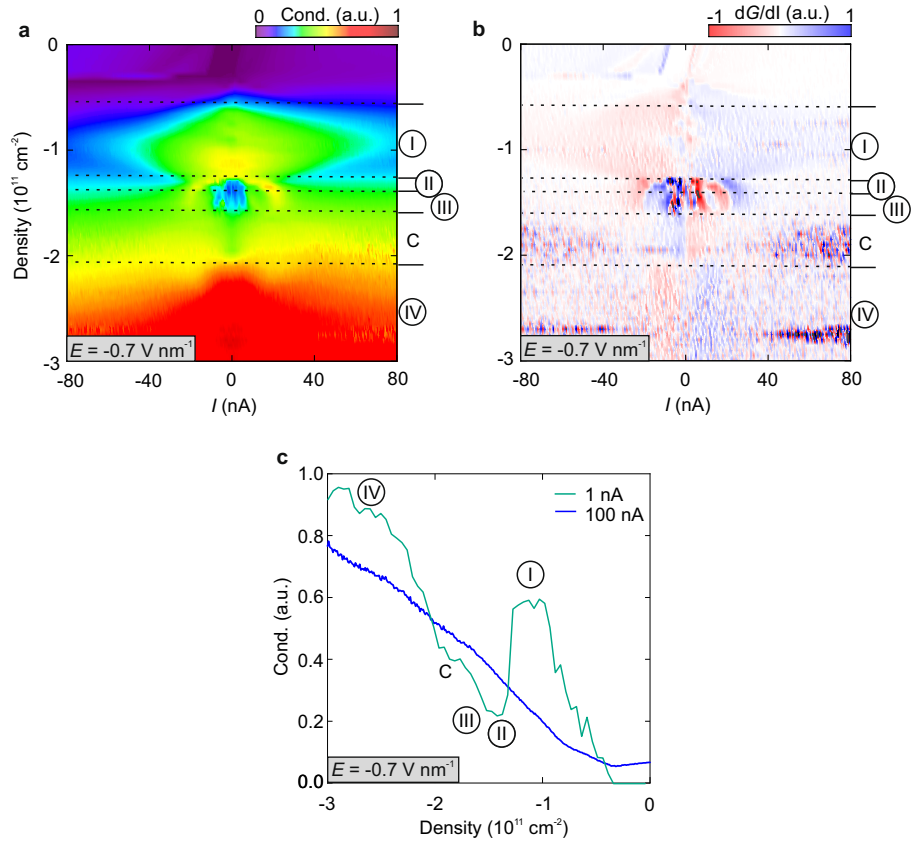 a
0 Cond. (a.u.) 1
0
-1
-2
-3
Density (10¹¹ cm⁻²)
I
II
III
C
IV
E = -0.7 V nm⁻¹
-80 -40 0 40 80
I (nA)
b
-1 dG/dI (a.u.) 1
0
-1
-2
-3
I
II
III
C
IV
E = -0.7 V nm⁻¹
-80 -40 0 40 80
I (nA)
c
1.0
0.8
0.6
0.4
0.2
0.0
Cond. (a.u.)
IV
1 nA
100 nA
I
C
III
II
E = -0.7 V nm⁻¹
-3 -2 -1 0
Density (10¹¹ cm⁻²)